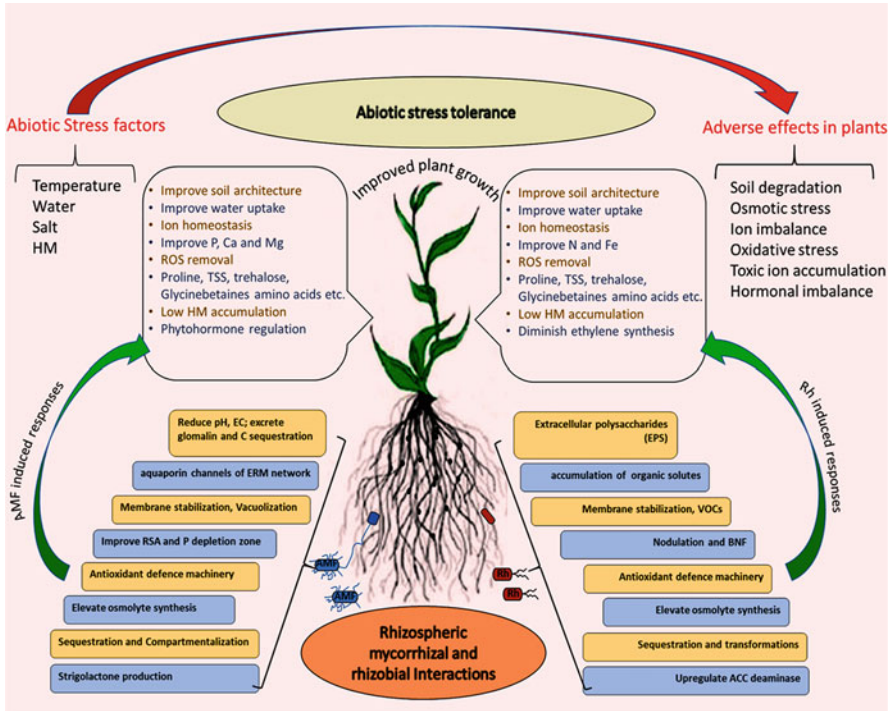 Abiotic stress tolerance
Abiotic Stress factors
Temperature
Water
Salt
HM
Adverse effects in plants
Soil degradation
Osmotic stress
Ion imbalance
Oxidative stress
Toxic ion accumulation
Hormonal imbalance
Improved plant growth
• Improve soil architecture
• Improve water uptake
• Ion homeostasis
• Improve P, Ca and Mg
• ROS removal
• Proline, TSS, trehalose,
Glycinebetaines amino acids etc.
• Low HM accumulation
• Phytohormone regulation
• Improve soil architecture
• Improve water uptake
• Ion homeostasis
• Improve N and Fe
• ROS removal
• Proline, TSS, trehalose,
Glycinebetaines amino acids etc.
• Low HM accumulation
• Diminish ethylene synthesis
AMF induced responses
Reduce pH, EC; excrete
glomalin and C sequestration
aquaporin channels of ERM network
Membrane stabilization, Vacuolization
Improve RSA and P depletion zone
Antioxidant defence machinery
Elevate osmolyte synthesis
Sequestration and Compartmentalization
Strigolactone production
AMF
AMF
Rh
Rh
Extracellular polysaccharides
(EPS)
accumulation of organic solutes
Membrane stabilization, VOCs
Nodulation and BNF
Antioxidant defence machinery
Elevate osmolyte synthesis
Sequestration and transformations
Upregulate ACC deaminase
Rh induced responses
Rhizospheric
mycorrhizal and
rhizobial Interactions